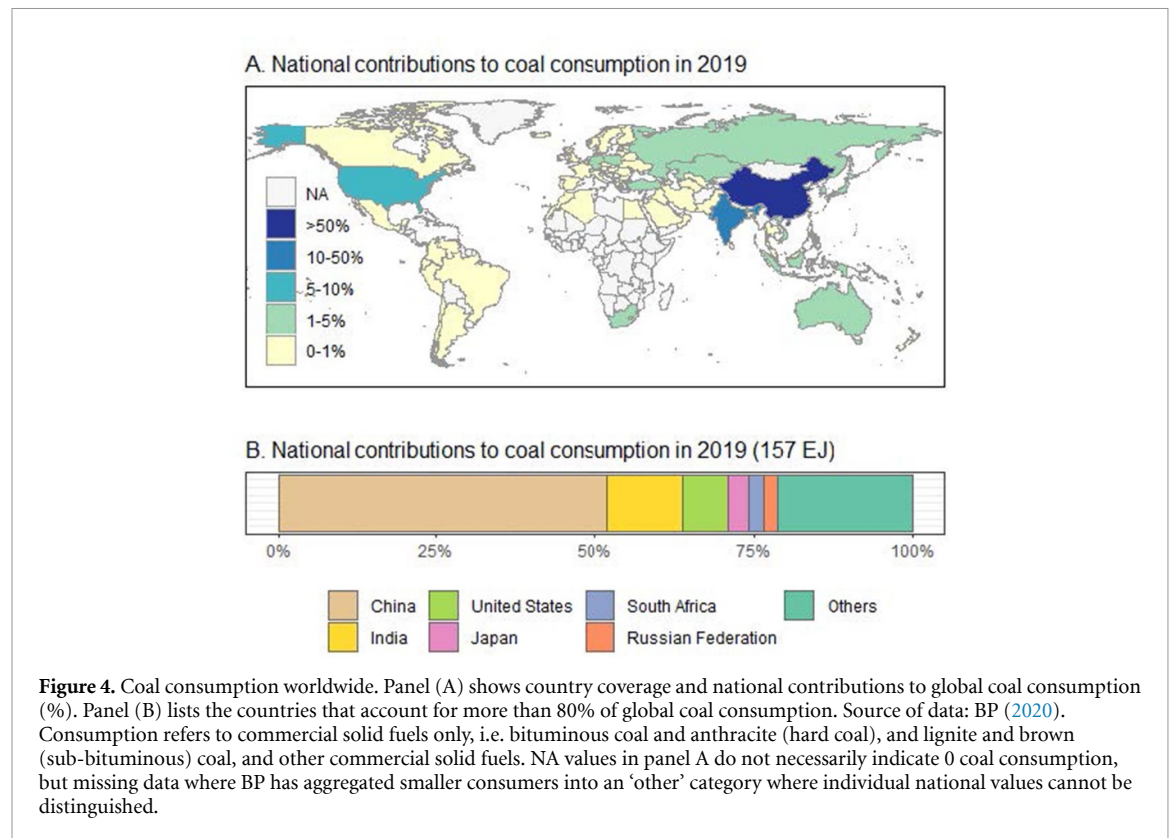 A. National contributions to coal consumption in 2019
NA
>50%
10-50%
5-10%
1-5%
0-1%
B. National contributions to coal consumption in 2019 (157 EJ)
0%
25%
50%
75%
100%
China
United States
South Africa
Others
India
Japan
Russian Federation
Figure 4. Coal consumption worldwide. Panel (A) shows country coverage and national contributions to global coal consumption
(%). Panel (B) lists the countries that account for more than 80% of global coal consumption. Source of data: BP (2020).
Consumption refers to commercial solid fuels only, i.e. bituminous coal and anthracite (hard coal), and lignite and brown
(sub-bituminous) coal, and other commercial solid fuels. NA values in panel A do not necessarily indicate 0 coal consumption,
but missing data where BP has aggregated smaller consumers into an ‘other’ category where individual national values cannot be
distinguished.